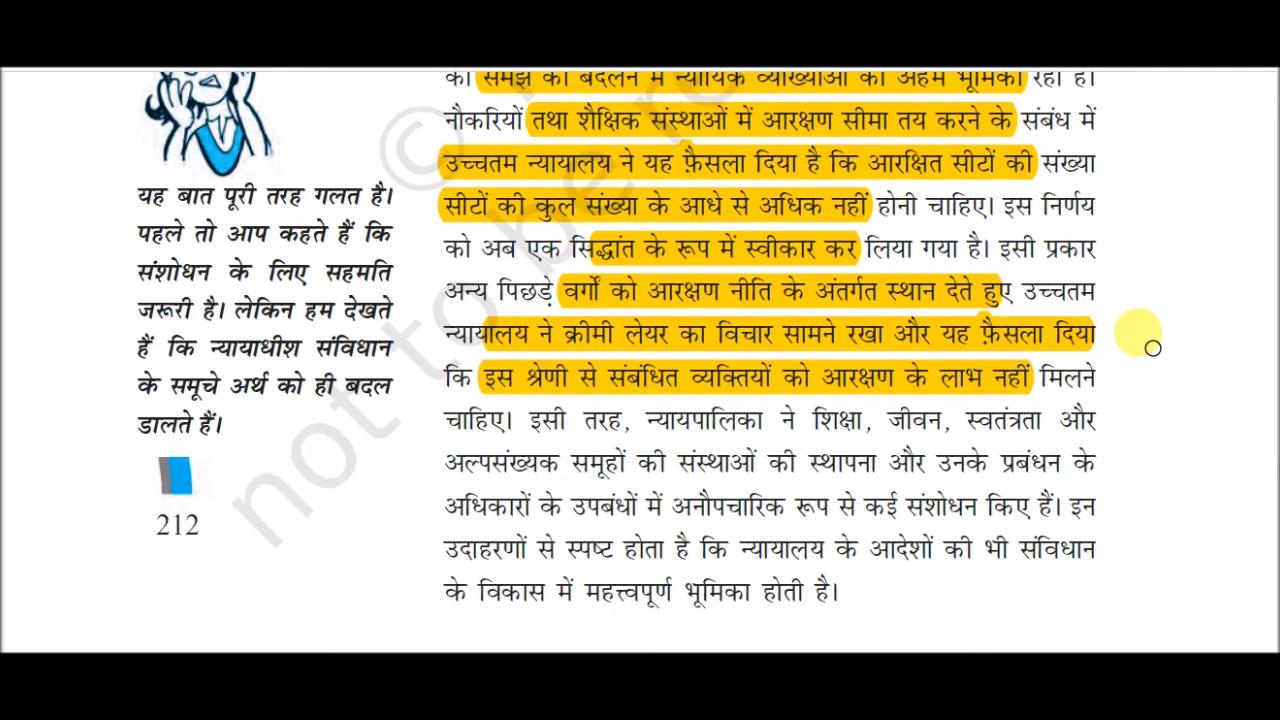 यह बात पूरी तरह गलत है।
पहले तो आप कहते हैं कि
संशोधन के लिए सहमति
जरूरी है। लेकिन हम देखते
हैं कि न्यायाधीश संविधान
के समूचे अर्थ को ही बदल
डालते हैं।
212
की समझ को बदलने में न्यायिक व्याख्याओं की अहम भूमिका रही है।
नौकरियों तथा शैक्षिक संस्थाओं में आरक्षण सीमा तय करने के संबंध में
उच्चतम न्यायालय ने यह फ़ैसला दिया है कि आरक्षित सीटों की संख्या
सीटों की कुल संख्या के आधे से अधिक नहीं होनी चाहिए। इस निर्णय
को अब एक सिद्धांत के रूप में स्वीकार कर लिया गया है। इसी प्रकार
अन्य पिछड़े वर्गों को आरक्षण नीति के अंतर्गत स्थान देते हुए उच्चतम
न्यायालय ने क्रीमी लेयर का विचार सामने रखा और यह फ़ैसला दिया
कि इस श्रेणी से संबंधित व्यक्तियों को आरक्षण के लाभ नहीं मिलने
चाहिए। इसी तरह, न्यायपालिका ने शिक्षा, जीवन, स्वतंत्रता और
अल्पसंख्यक समूहों की संस्थाओं की स्थापना और उनके प्रबंधन के
अधिकारों के उपबंधों में अनौपचारिक रूप से कई संशोधन किए हैं। इन
उदाहरणों से स्पष्ट होता है कि न्यायालय के आदेशों की भी संविधान
के विकास में महत्त्वपूर्ण भूमिका होती है।
not to be re